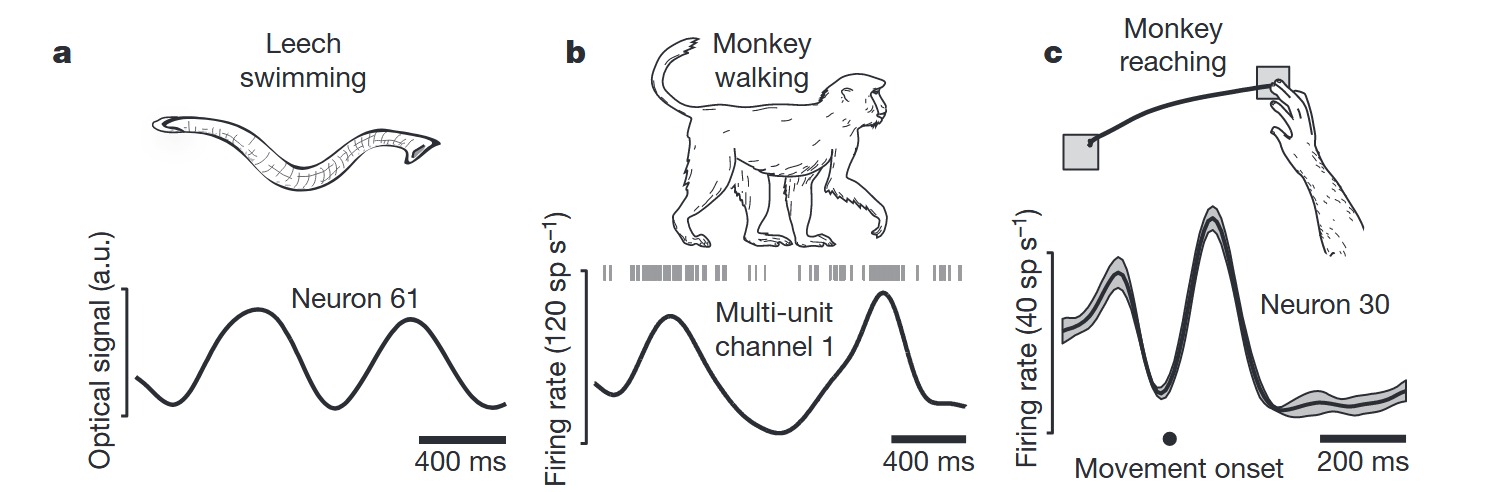 a
Leech
swimming
Optical signal (a.u.)
Neuron 61
400 ms
b
Monkey
walking
Firing rate (120 sp s⁻¹)
Multi-unit
channel 1
400 ms
c
Monkey
reaching
Firing rate (40 sp s⁻¹)
Neuron 30
Movement onset
200 ms